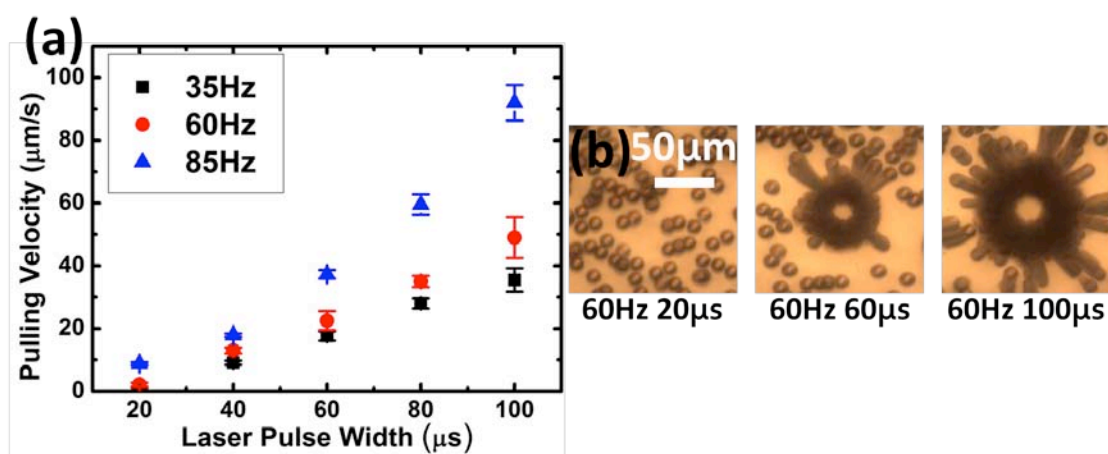 (a)
35Hz
60Hz
85Hz
Pulling Velocity (μm/s)
100
80
60
40
20
0
20 40 60 80 100
Laser Pulse Width (μs)
(b) 50μm
60Hz 20μs 60Hz 60μs 60Hz 100μs